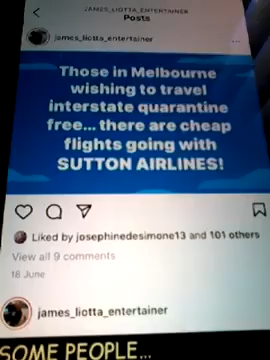 JAMES_LIOTTA_ENTERTAINER
Posts
james_liotta_entertainer
Those in Melbourne
wishing to travel
interstate quarantine
free... there are cheap
flights going with
SUTTON AIRLINES!
Liked by josephinedesimone13 and 101 others
View all 9 comments
18 June
james_liotta_entertainer
SOME PEOPLE...